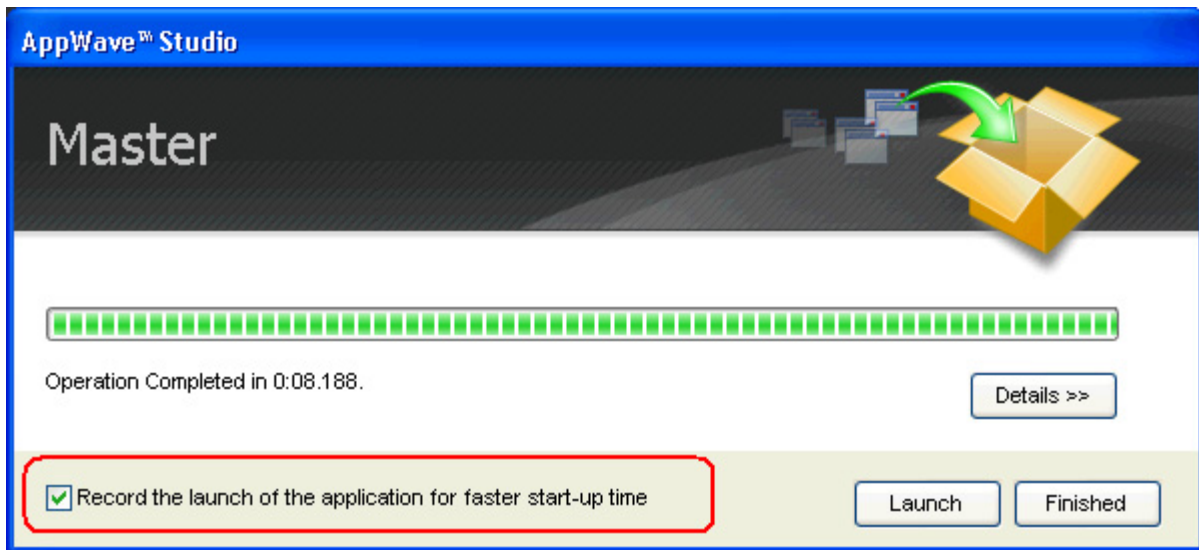 AppWave™ Studio
Master
Operation Completed in 0:08.188.
Details >>
Record the launch of the application for faster start-up time
Launch
Finished